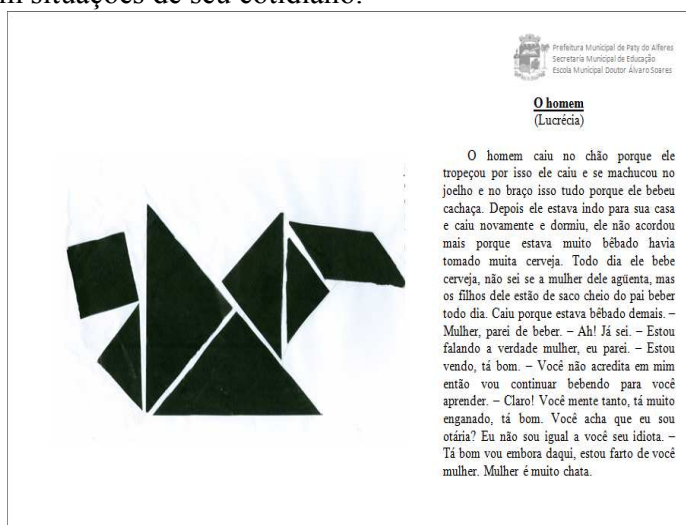 m situações de seu cotidiano.
Prefeitura Municipal de Paty do Alferes
Secretaria Municipal de Educação
Escola Municipal Doutor Álvaro Soares
O homem
(Lucrécia)
O homem caiu no chão porque ele
tropeçou por isso ele caiu e se machucou no
joelho e no braço isso tudo porque ele bebeu
cachaça. Depois ele estava indo para sua casa
e caiu novamente e dormiu, ele não acordou
mais porque estava muito bêbado havia
tomado muita cerveja. Todo dia ele bebe
cerveja, não sei se a mulher dele agüenta, mas
os filhos dele estão de saco cheio do pai beber
todo dia. Caiu porque estava bêbado demais. –
Mulher, parei de beber. – Ah! Já sei. – Estou
falando a verdade mulher, eu parei. – Estou
vendo, tá bom. – Você não acredita em mim
então vou continuar bebendo para você
aprender. – Claro! Você mente tanto, tá muito
enganado, tá bom. Você acha que eu sou
otária? Eu não sou igual a você seu idiota. –
Tá bom vou embora daqui, estou farto de você
mulher. Mulher é muito chata.